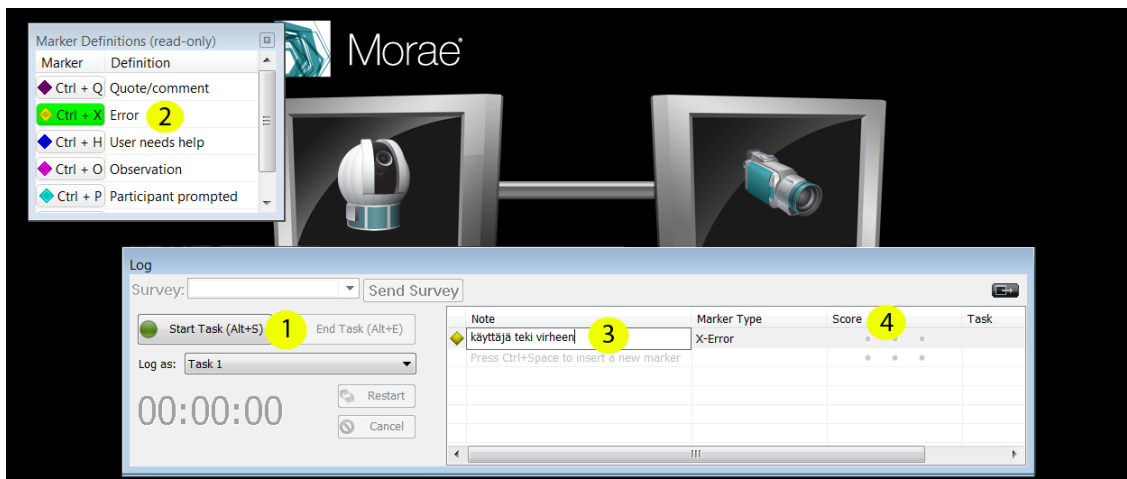 Morae
Marker Definitions (read-only)
Marker Definition
Ctrl + Q Quote/comment
Ctrl + X Error 2
Ctrl + H User needs help
Ctrl + O Observation
Ctrl + P Participant prompted
Log
Survey: Send Survey
Start Task (Alt+S) 1 End Task (Alt+E)
Log as: Task 1
00:00:00
Restart
Cancel
Note Marker Type Score 4 Task
käyttäjä teki virheen 3 X-Error
Press Ctrl+Space to insert a new marker